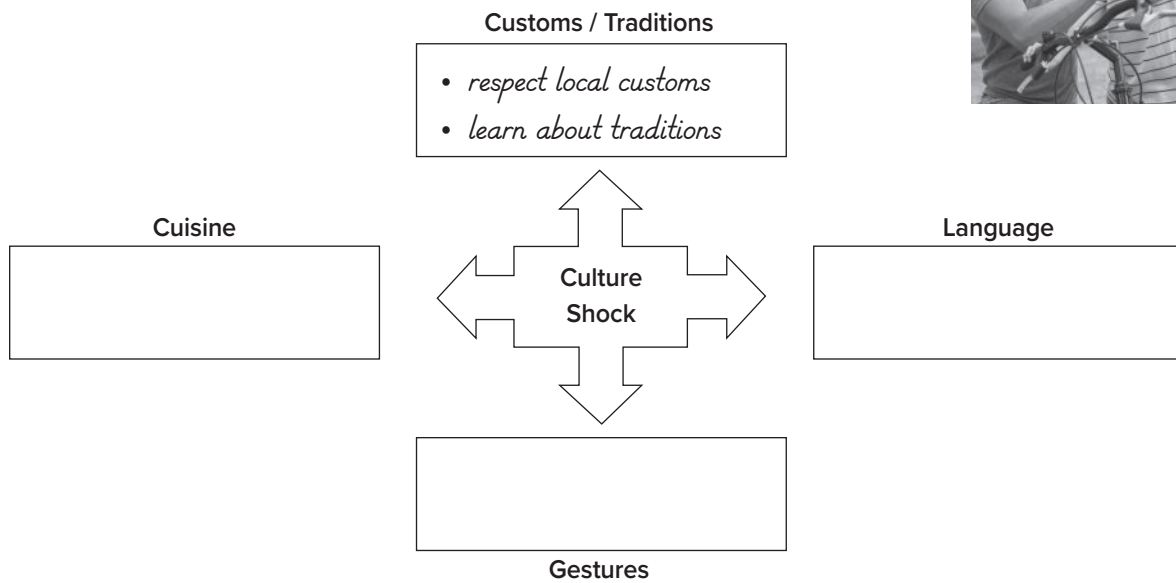 Customs / Traditions
• respect local customs
• learn about traditions
Cuisine
Language
Culture
Shock
Gestures